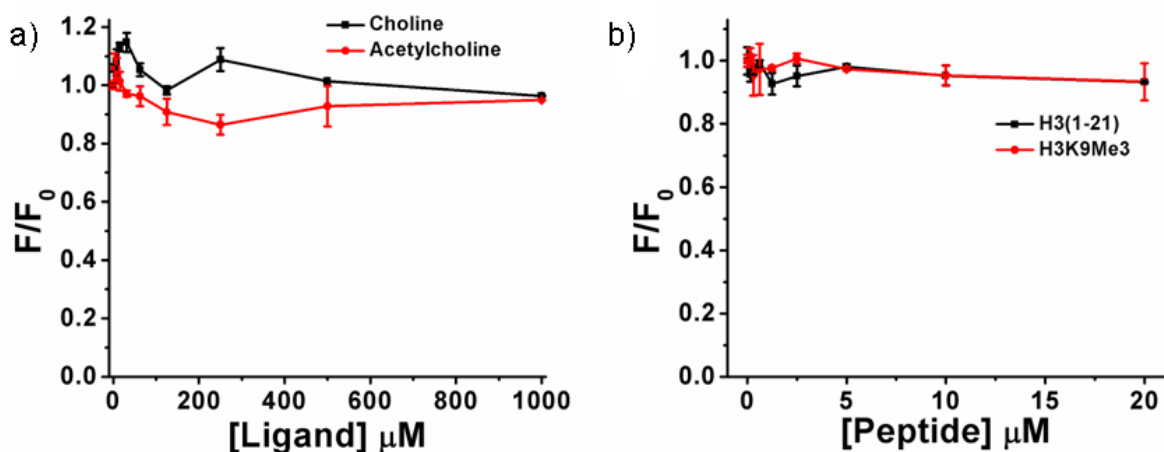 a)
Choline
Acetylcholine
1.2
1.0
0.8
0.6
0.4
0.2
0.0
F/F0
0 200 400 600 800 1000
[Ligand] μM
b)
H3(1-21)
H3K9Me3
1.0
0.8
0.6
0.4
0.2
0.0
F/F0
0 5 10 15 20
[Peptide] μM